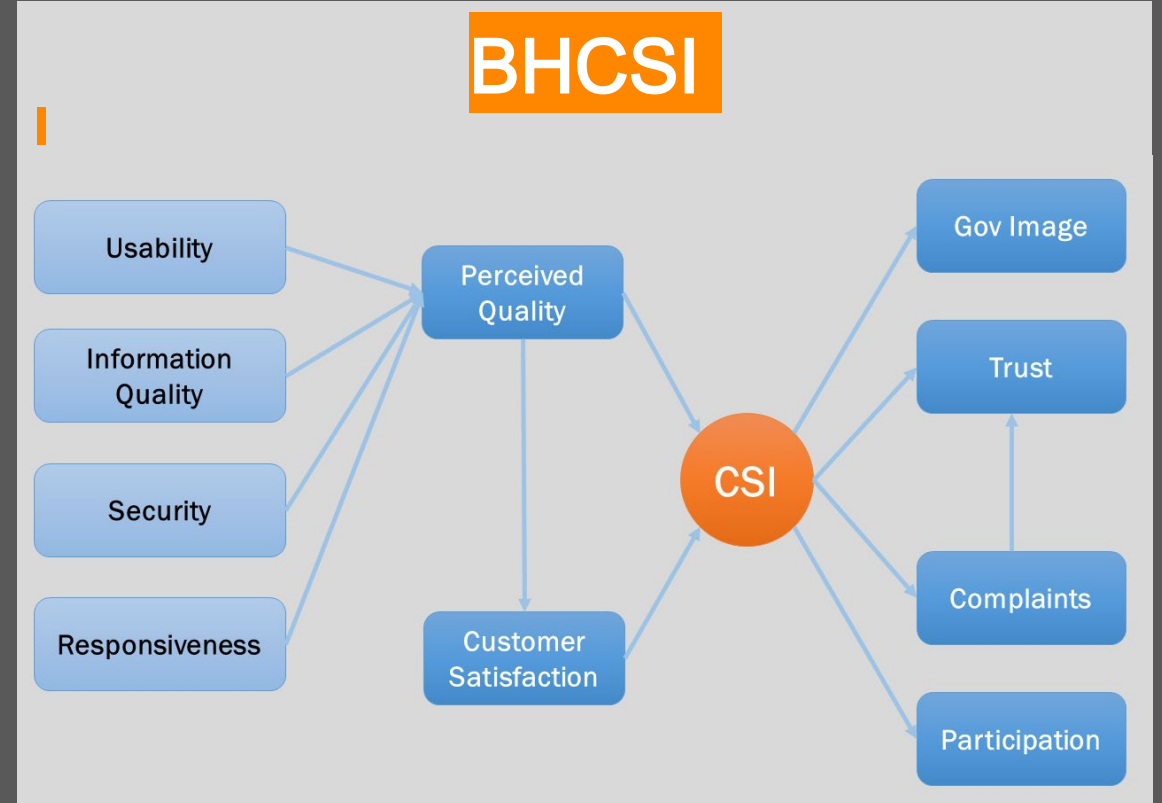 BHCSI
Usability
Information
Quality
Security
Responsiveness
Perceived
Quality
Customer
Satisfaction
CSI
Gov Image
Trust
Complaints
Participation